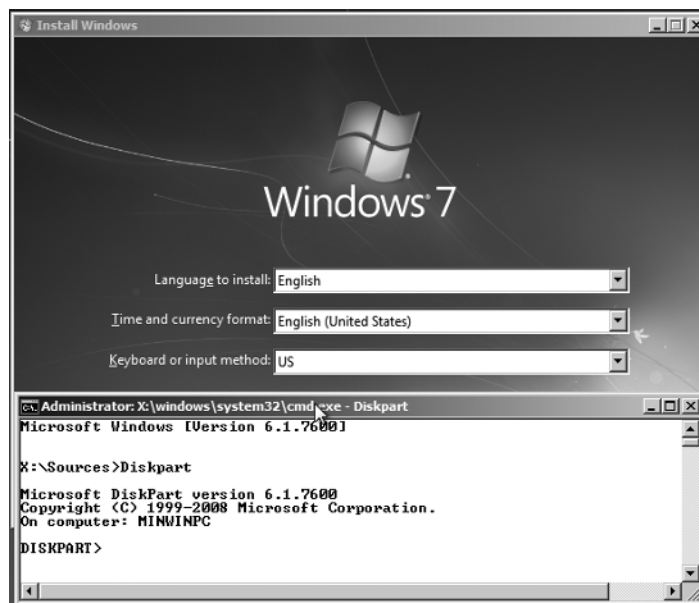 Install Windows
Windows 7
Language to install: English
Time and currency format: English (United States)
Keyboard or input method: US
Administrator: X:\windows\system32\cmd.exe - Diskpart
Microsoft Windows [Version 6.1.7600]
X:\Sources>Diskpart
Microsoft DiskPart version 6.1.7600
Copyright (C) 1999-2008 Microsoft Corporation.
On computer: MININT-PC
DISKPART>